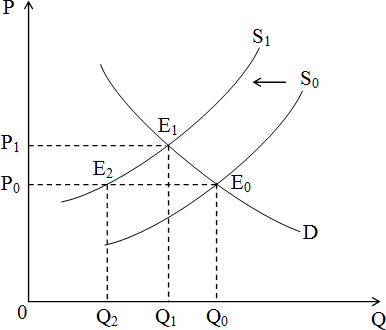 P
S₁
S₀
E₁
P₁
E₂
P₀
E₀
D
0
Q₂
Q₁
Q₀
Q